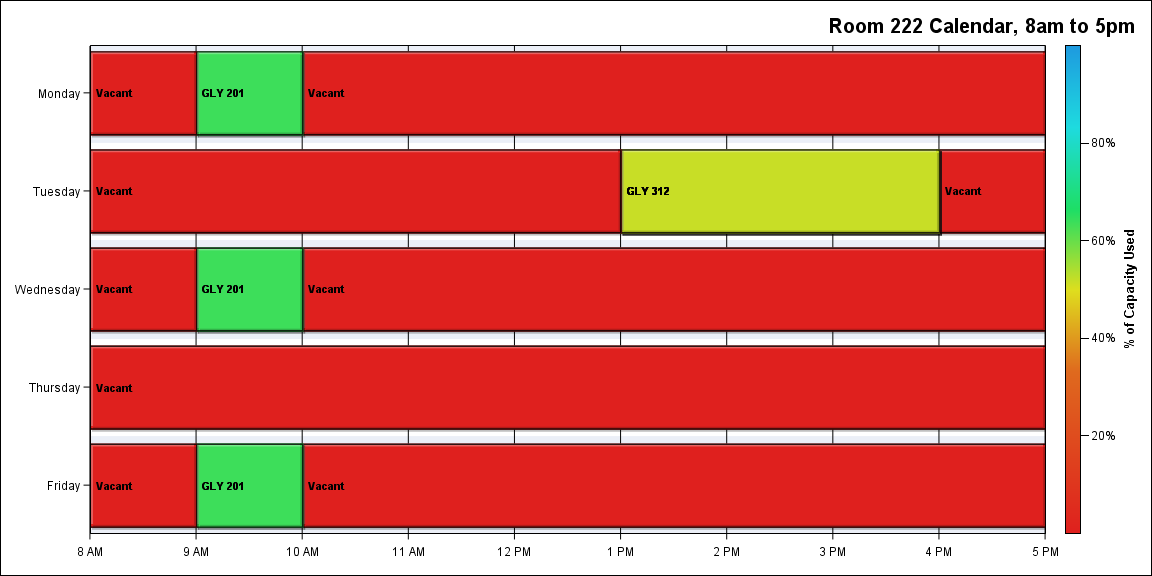 Room 222 Calendar, 8am to 5pm
Monday
Vacant
GLY 201
Vacant
Tuesday
Vacant
GLY 312
Vacant
Wednesday
Vacant
GLY 201
Vacant
Thursday
Vacant
Friday
Vacant
GLY 201
Vacant
8 AM
9 AM
10 AM
11 AM
12 PM
1 PM
2 PM
3 PM
4 PM
5 PM
80%
60%
40%
20%
% of Capacity Used